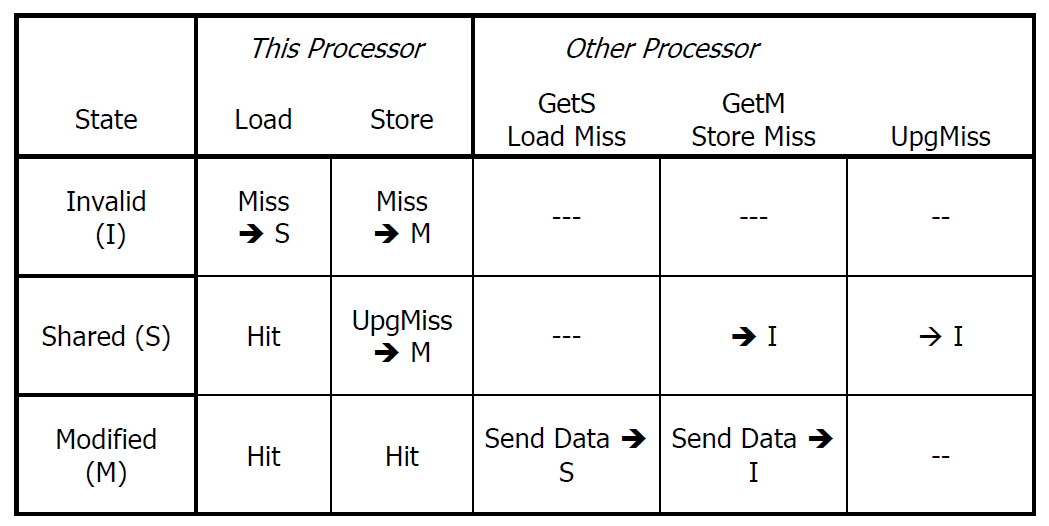 This Processor
Other Processor
State
Load
Store
GetS
Load Miss
GetM
Store Miss
UpgMiss
Invalid
(I)
Miss
➔ S
Miss
➔ M
---
---
--
Shared (S)
Hit
UpgMiss
➔ M
---
➔ I
→ I
Modified
(M)
Hit
Hit
Send Data ➔
S
Send Data ➔
I
--